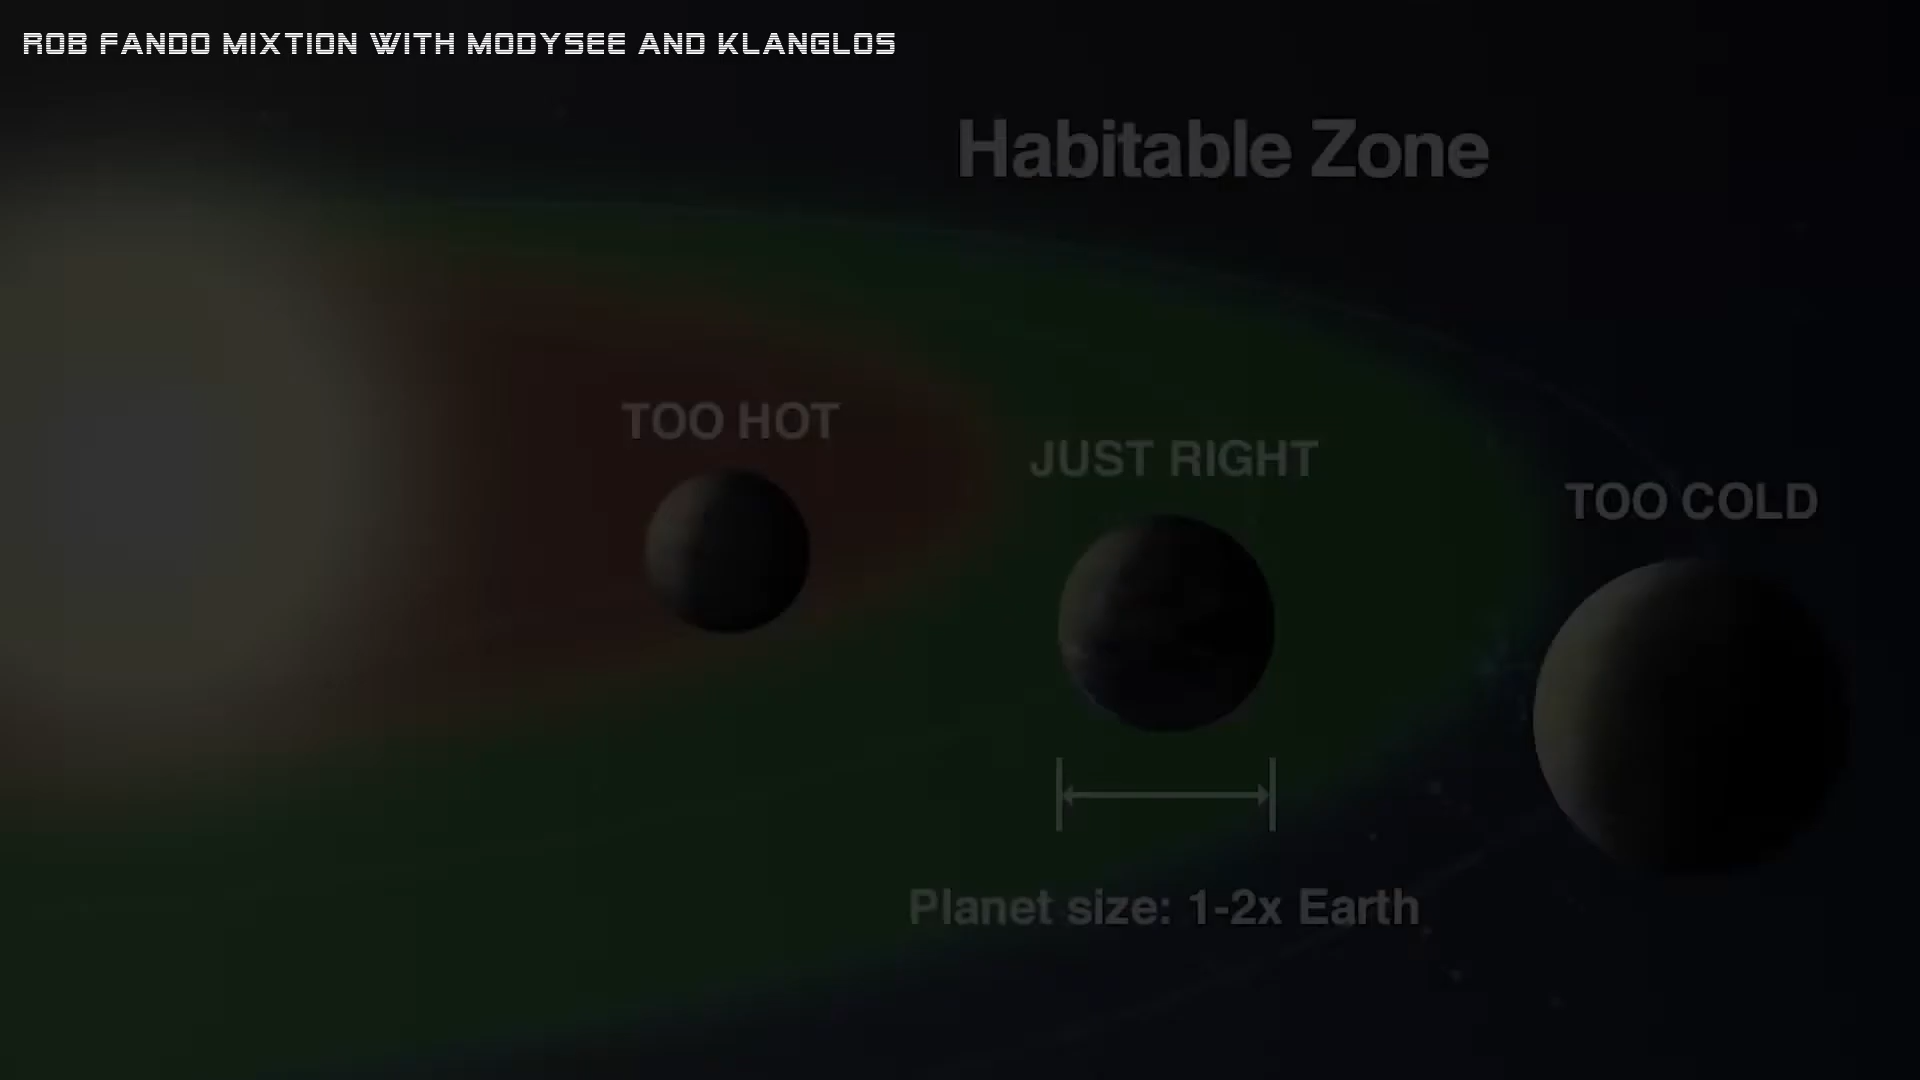 ROB FANDO MIXTION WITH MODYSEE AND KLANGLOS
Habitable Zone
TOO HOT
JUST RIGHT
TOO COLD
Planet size: 1-2x Earth